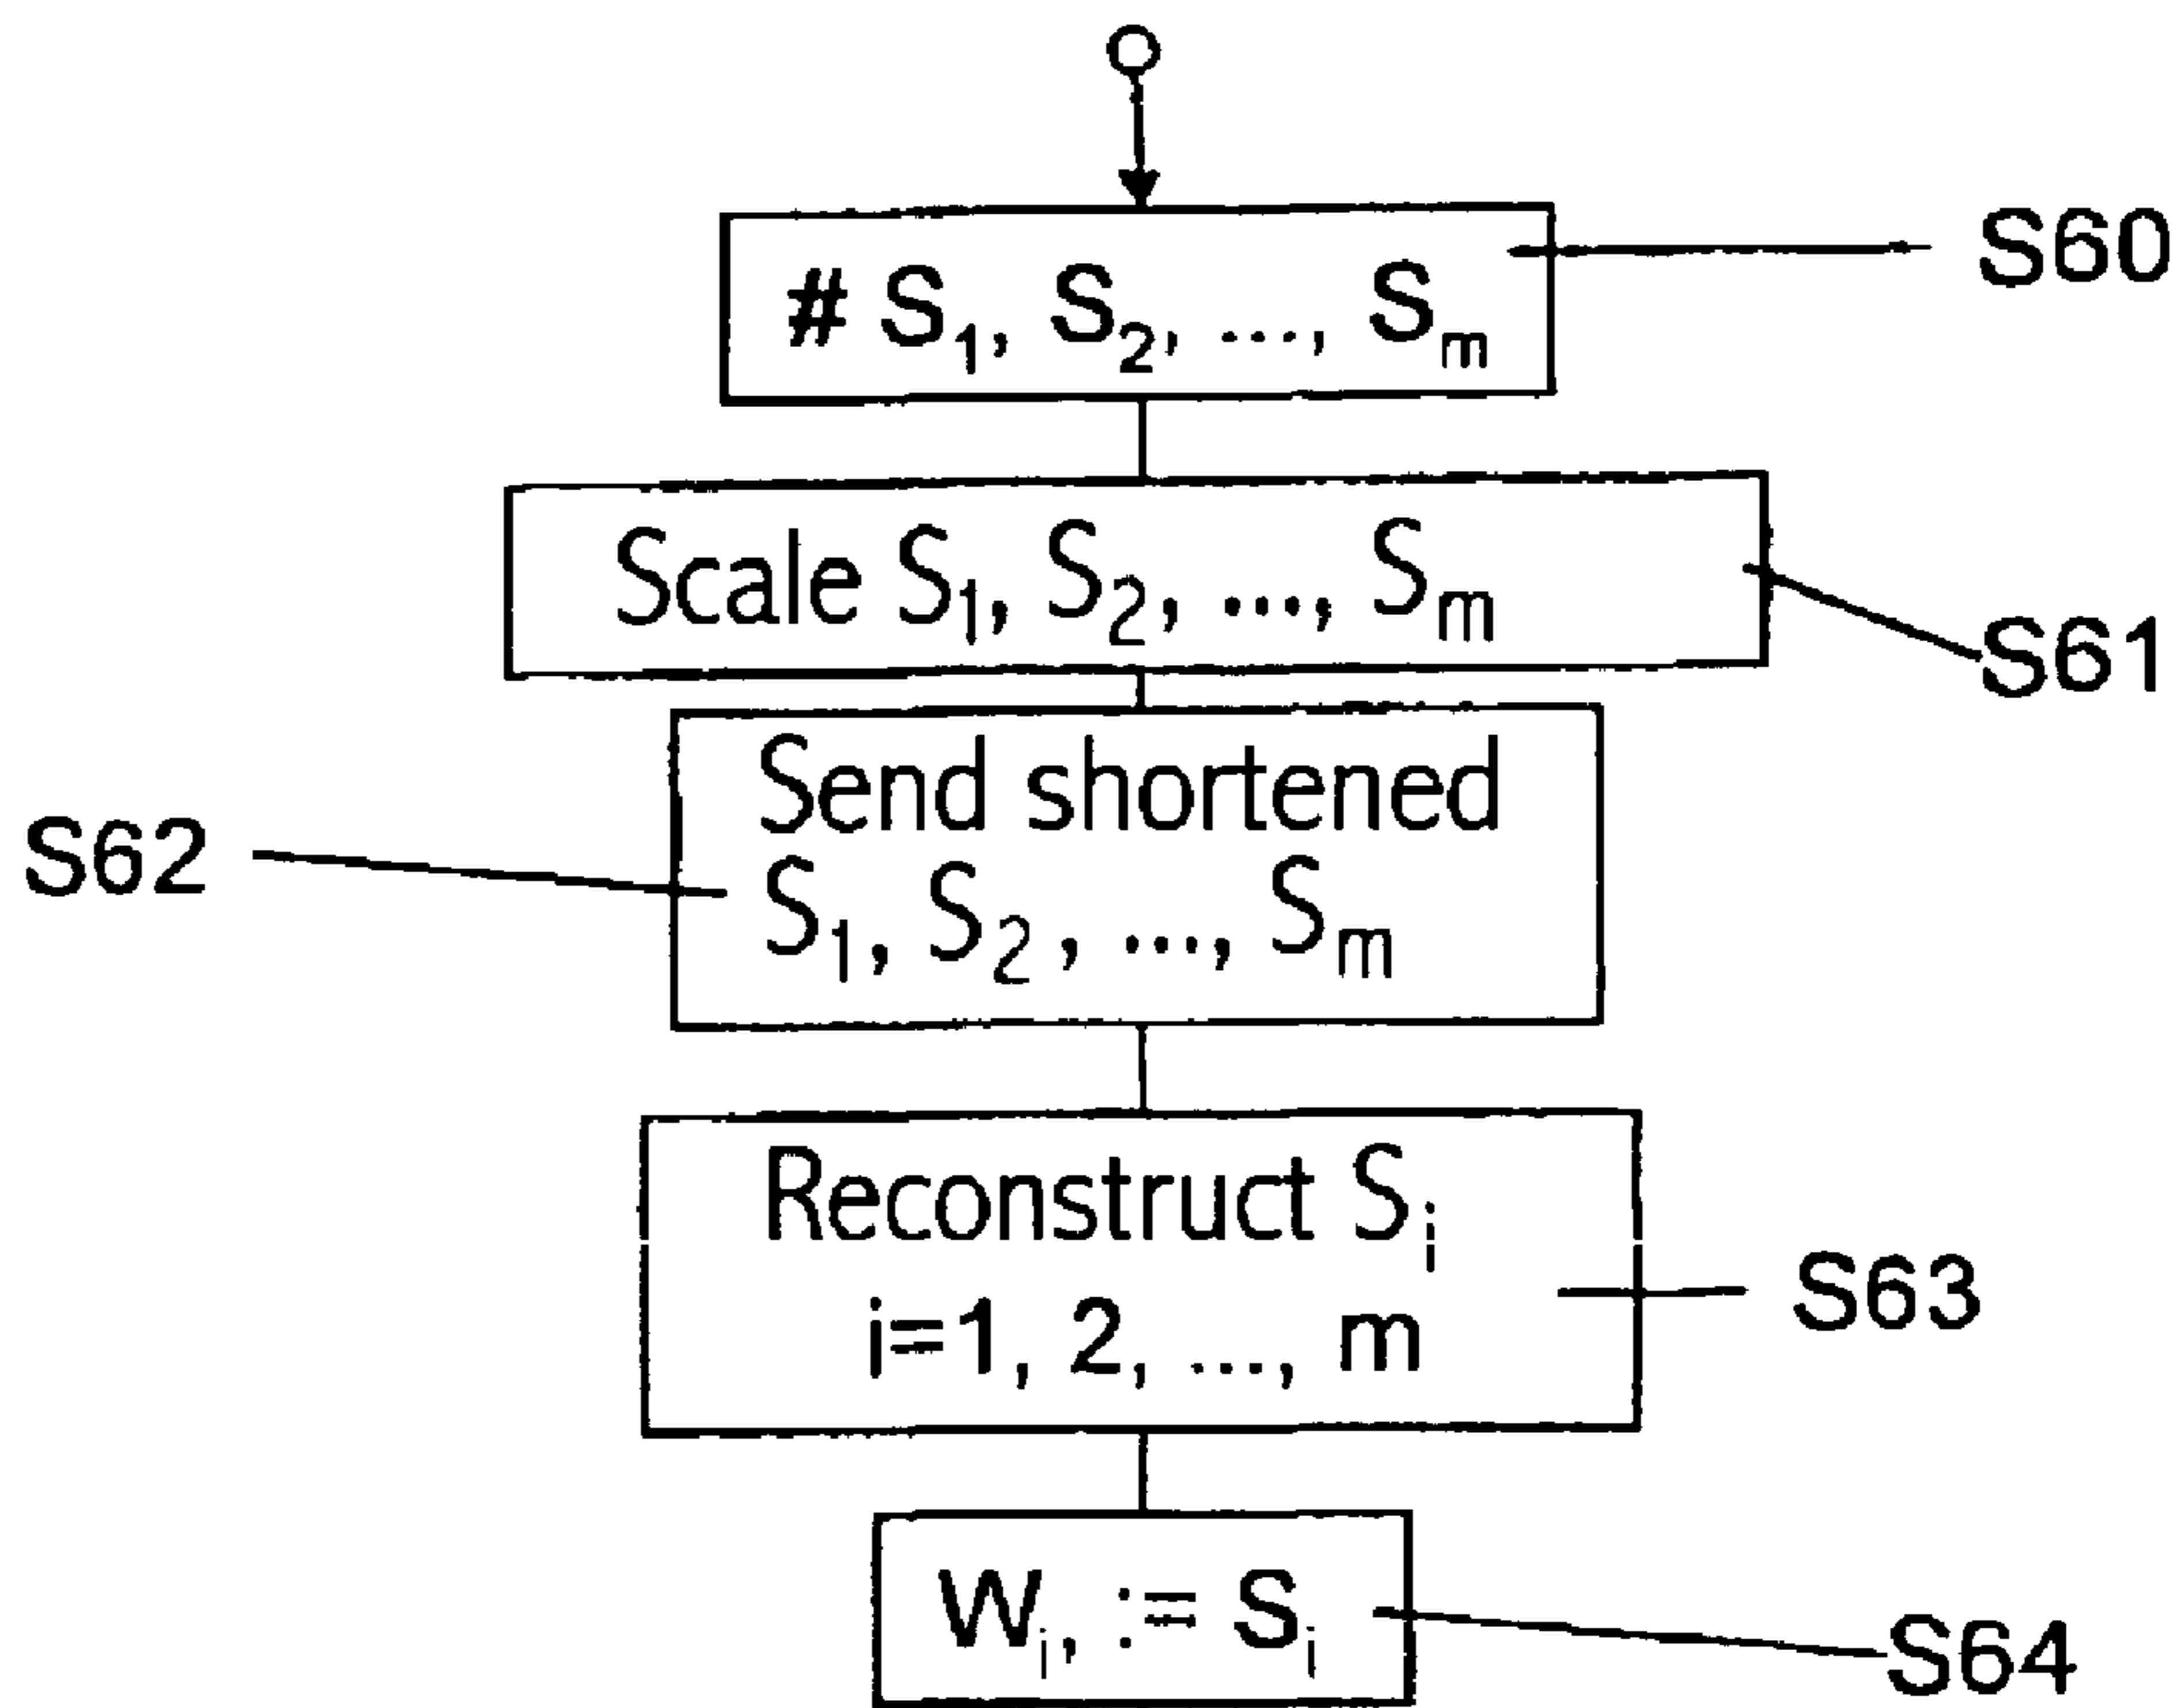 # S₁, S₂, ..., Sₘ
S60
Scale S₁, S₂, ..., Sₘ
S61
Send shortened
S₁, S₂, ..., Sₘ
S62
Reconstruct Sᵢ
i=1, 2, ..., m
S63
Wᵢ, := Sᵢ
S64